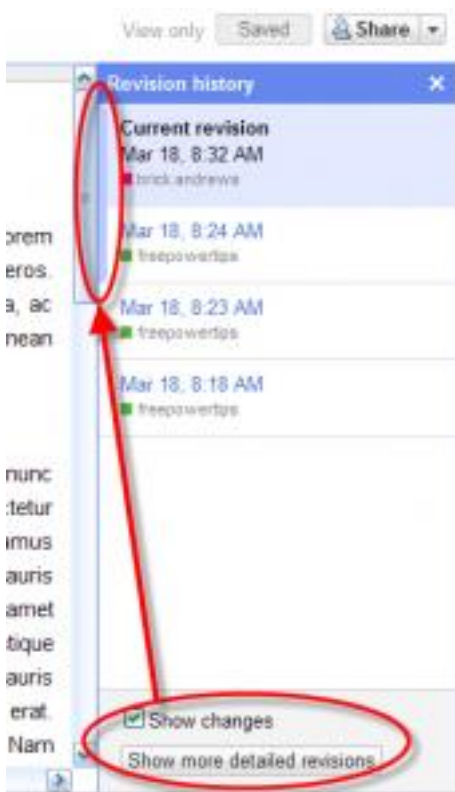 View only Saved Share
Revision history
Current revision
Mar 18, 8:32 AM
brick.andrews
Mar 18, 8:24 AM
freepowertips
Mar 18, 8:23 AM
freepowertips
Mar 18, 8:18 AM
freepowertips
orem
eros.
a, ac
nean
nunc
ctetur
amus
auris
amet
tique
auris
erat.
Nam
Show changes
Show more detailed revisions